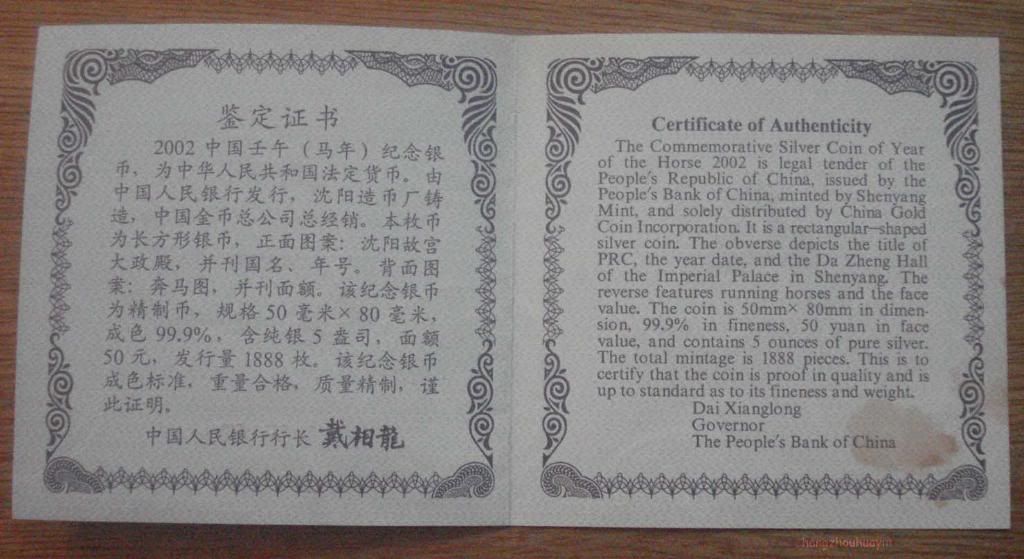 鉴定证书
2002 中国壬午（马年）纪念银
币，为中华人民共和国法定货币。由
中国人民银行发行，沈阳造币厂铸
造，中国金币总公司总经销。本枚币
为长方形银币，正面图案：沈阳故宫
大政殿，并刊国名、年号。背面图
案：奔马图，并刊面额。该纪念银币
为精制币，规格 50 毫米× 80 毫米，
成色 99.9%，含纯银 5 盎司，面额
50 元，发行量 1888 枚。该纪念银币
成色标准，重量合格，质量精制，谨
此证明。
中国人民银行行长 戴相龍
Certificate of Authenticity
The Commemorative Silver Coin of Year
of the Horse 2002 is legal tender of the
People's Republic of China, issued by the
People's Bank of China, minted by Shenyang
Mint, and solely distributed by China Gold
Coin Incorporation. It is a rectangular-shaped
silver coin. The obverse depicts the title of
PRC, the year date, and the Da Zheng Hall
of the Imperial Palace in Shenyang. The
reverse features running horses and the face
value. The coin is 50mm× 80mm in dimen-
sion, 99.9% in fineness, 50 yuan in face
value, and contains 5 ounces of pure silver.
The total mintage is 1888 pieces. This is to
certify that the coin is proof in quality and is
up to standard as to its fineness and weight.
Dai Xianglong
Governor
The People's Bank of China